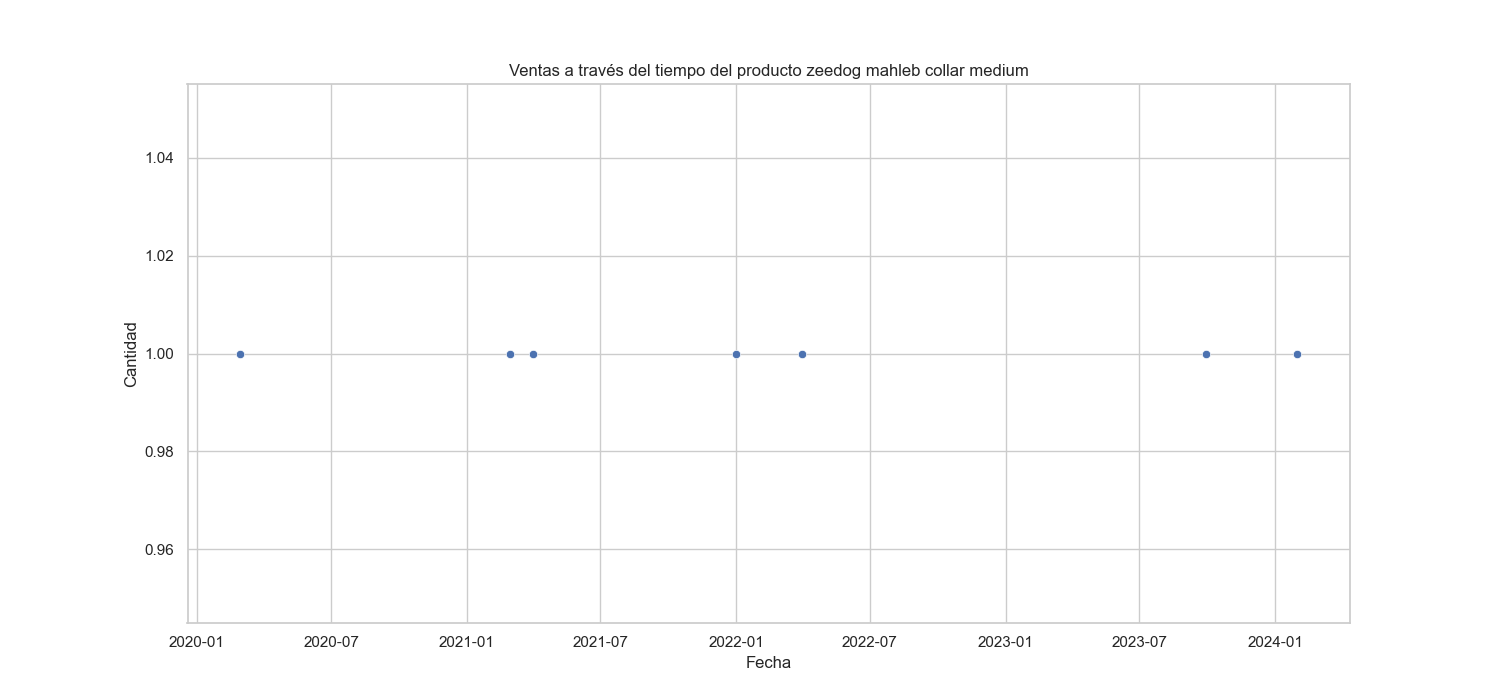 Ventas a través del tiempo del producto zeedog mahleb collar medium
1.04
1.02
1.00
0.98
0.96
Cantidad
2020-01 2020-07 2021-01 2021-07 2022-01 2022-07 2023-01 2023-07 2024-01
Fecha